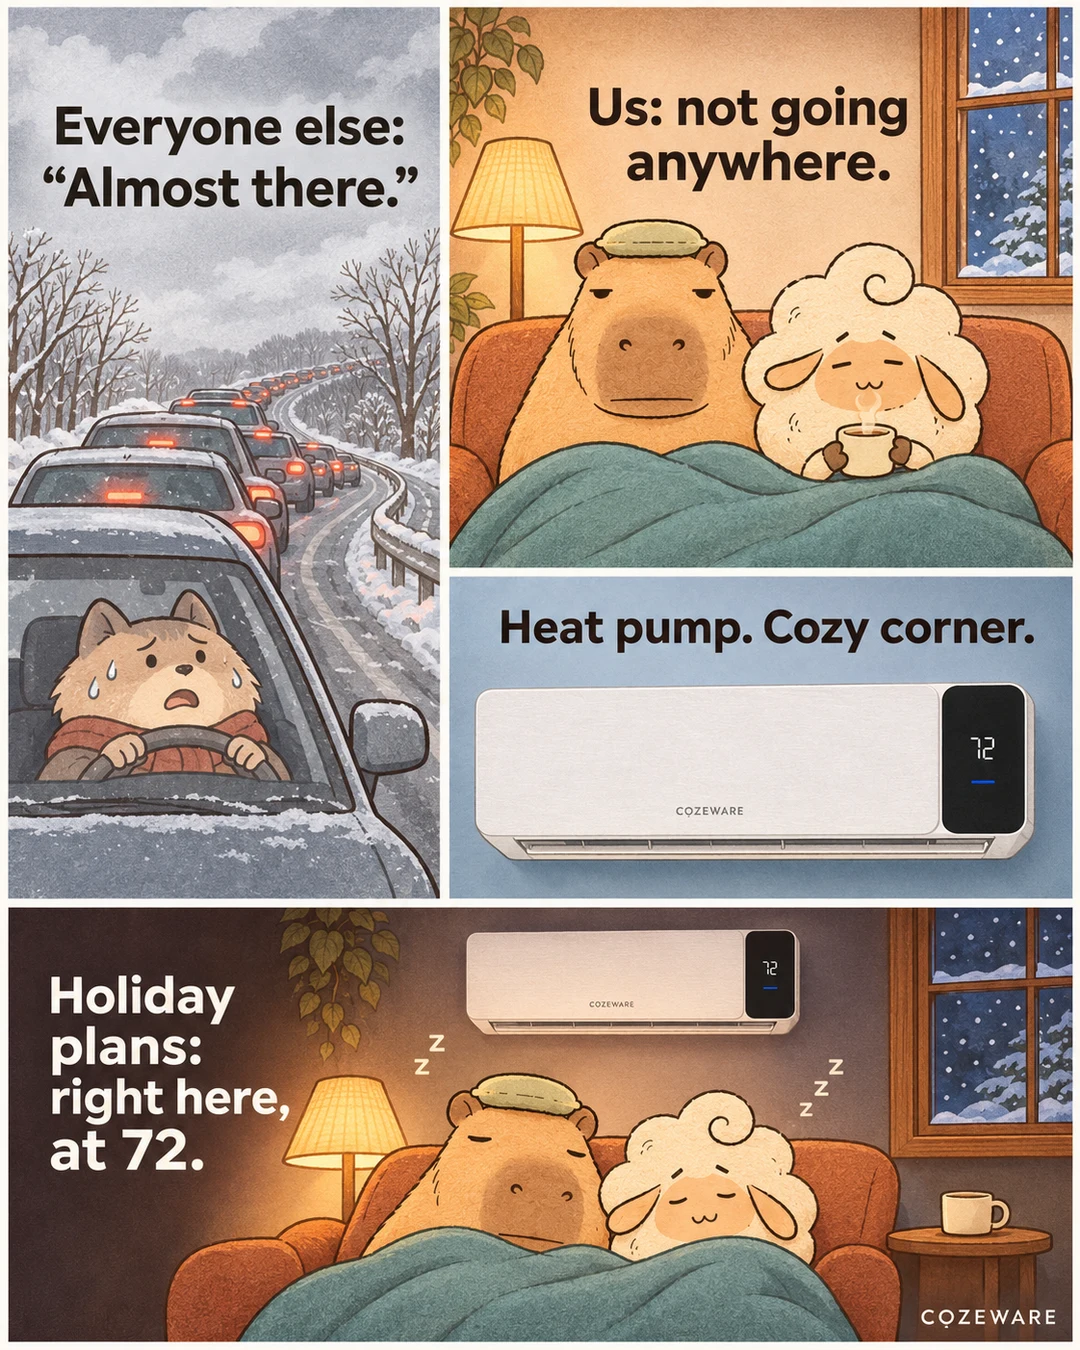 Everyone else:
“Almost there.”
Us: not going
anywhere.
Heat pump. Cozy corner.
72
COZEWARE
Holiday
plans:
right here,
at 72.
72
COZEWARE
z
z
z
z
z
COZEWARE